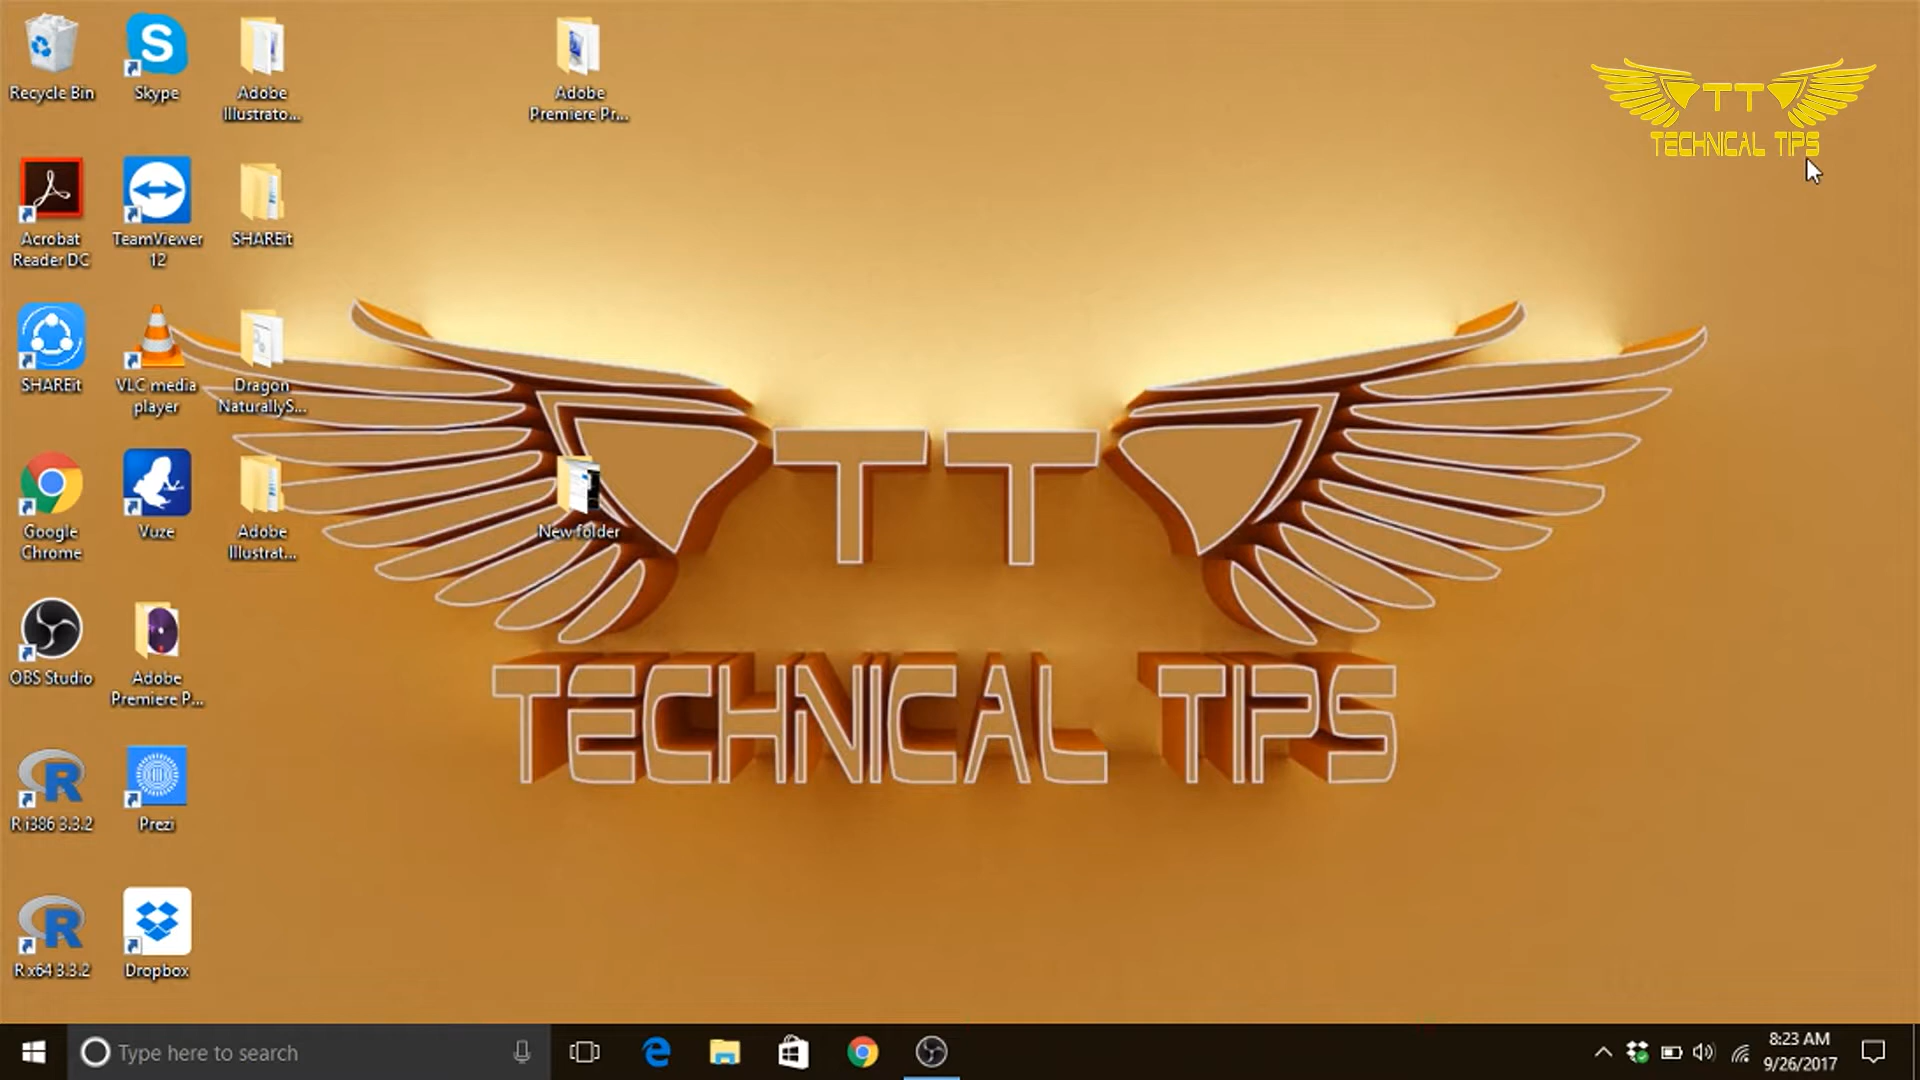 Recycle Bin
Skype
Adobe
Illustrato...
Adobe
Premiere Pr...
TT
TECHNICAL TIPS
Acrobat
Reader DC
TeamViewer
12
SHAREit
SHAREit
VLC media
player
Dragon
NaturallyS...
Google
Chrome
Vuze
Adobe
Illustrat...
New folder
TT
TECHNICAL TIPS
OBS Studio
Adobe
Premiere P...
R i386 3.3.2
Prezi
R x64 3.3.2
Dropbox
Type here to search
8:23 AM
9/26/2017